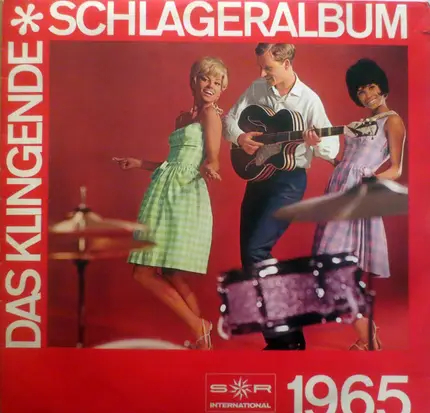 DAS KLINGENDE * SCHLAGERALBUM
S*R
INTERNATIONAL
1965